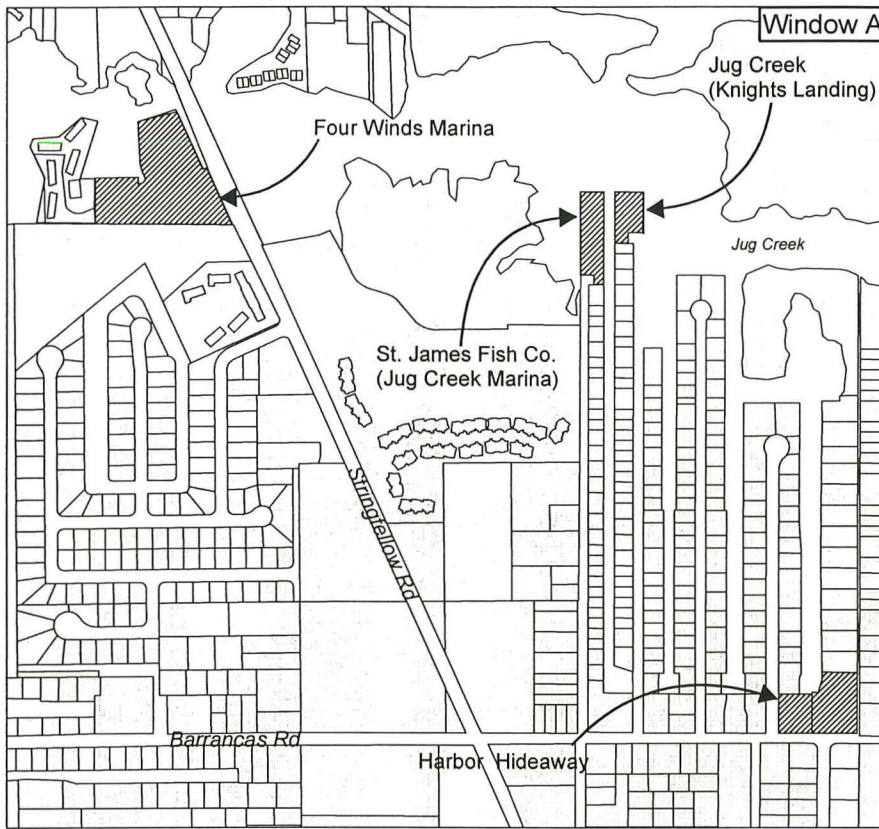 Window A
Jug Creek
(Knights Landing)
Four Winds Marina
Jug Creek
St. James Fish Co.
(Jug Creek Marina)
Stringfellow Rd
Barrancas Rd
Harbor Hideaway